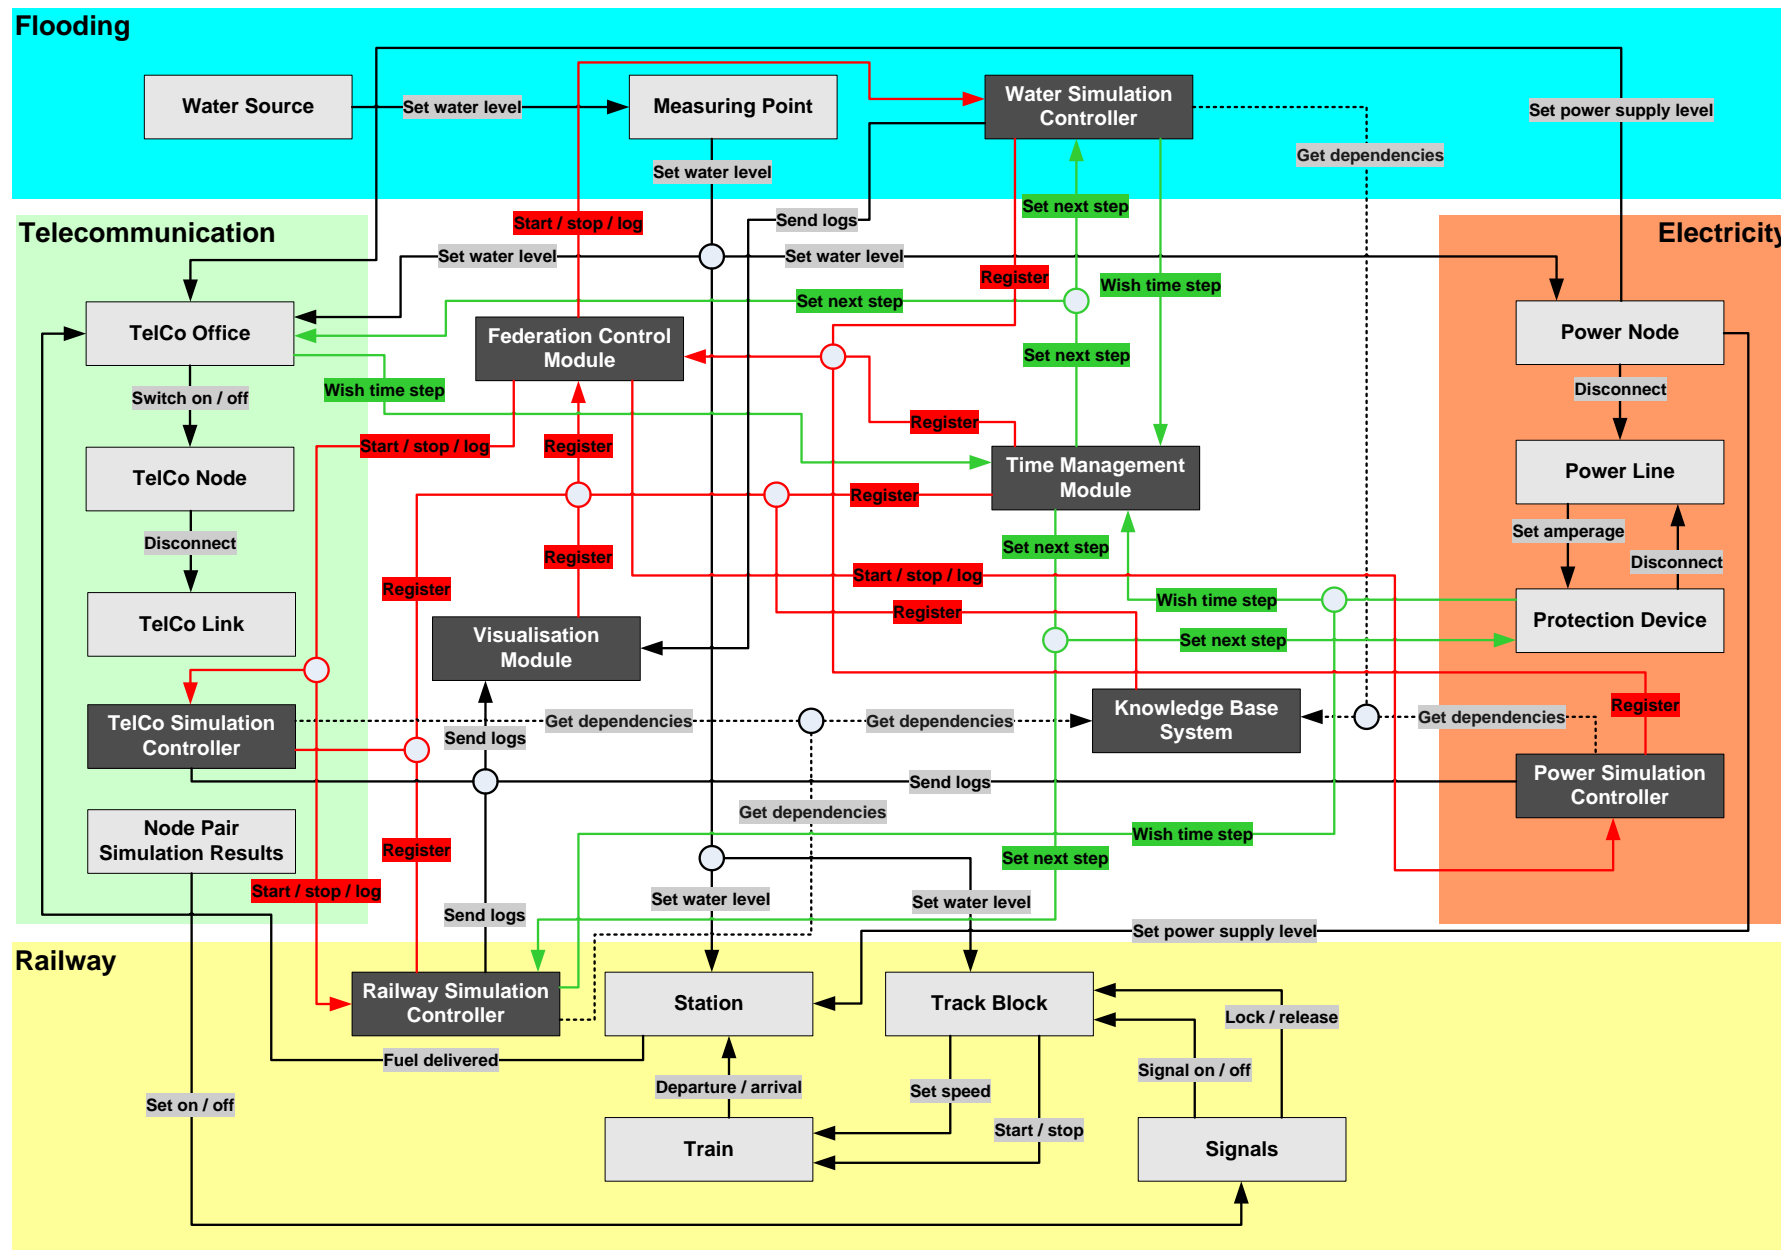 Flooding
Water Source
Set water level
Measuring Point
Water Simulation
Controller
Set power supply level
Get dependencies
Set water level
Set next step
Start / stop / log
Send logs
Telecommunication
Electricity
Set water level
Set water level
Register
Wish time step
Set next step
TelCo Office
Federation Control
Module
Power Node
Set next step
Wish time step
Disconnect
Switch on / off
Register
Start / stop / log
Register
TelCo Node
Time Management
Module
Power Line
Register
Set amperage
Disconnect
Set next step
Register
Disconnect
Start / stop / log
Register
Wish time step
Register
TelCo Link
Visualisation
Module
Set next step
Protection Device
TelCo Simulation
Controller
Get dependencies
Get dependencies
Knowledge Base
System
Get dependencies
Register
Send logs
Send logs
Power Simulation
Controller
Get dependencies
Node Pair
Simulation Results
Wish time step
Register
Set next step
Start / stop / log
Set water level
Set water level
Send logs
Set power supply level
Railway
Railway Simulation
Controller
Station
Track Block
Lock / release
Fuel delivered
Signal on / off
Departure / arrival
Set speed
Set on / off
Start / stop
Train
Signals